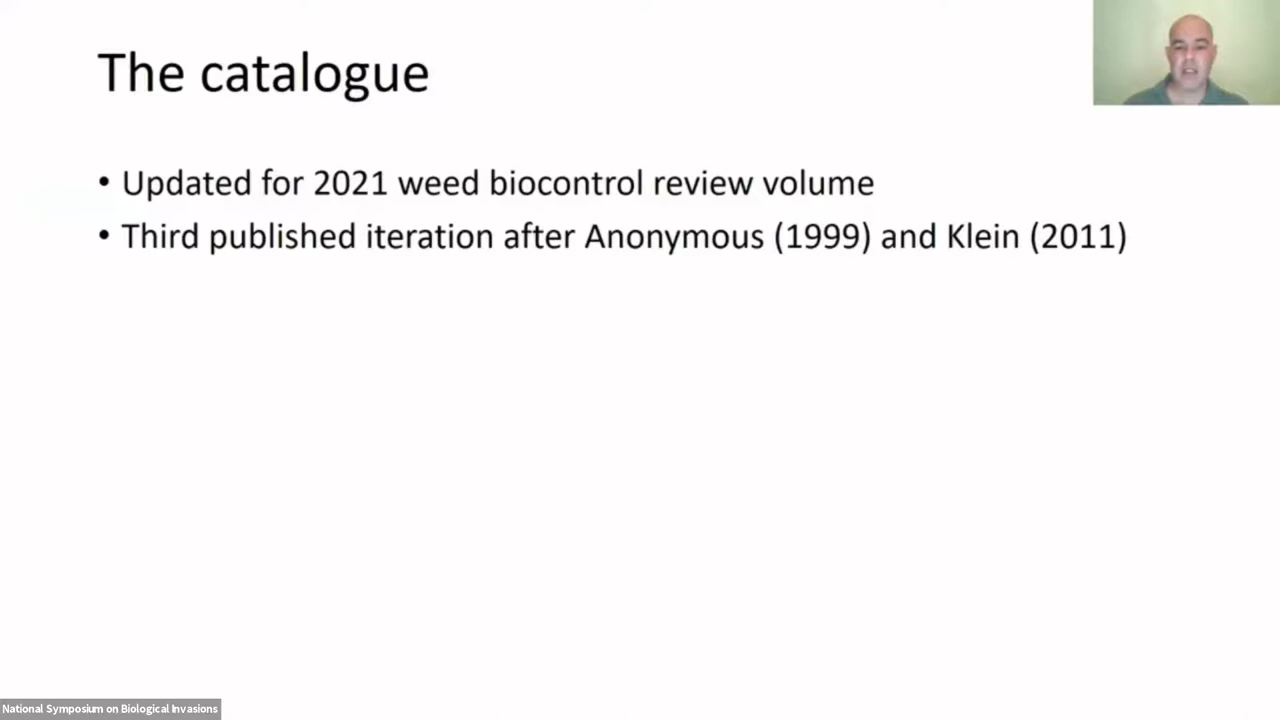 The catalogue
• Updated for 2021 weed biocontrol review volume
• Third published iteration after Anonymous (1999) and Klein (2011)
National Symposium on Biological Invasions